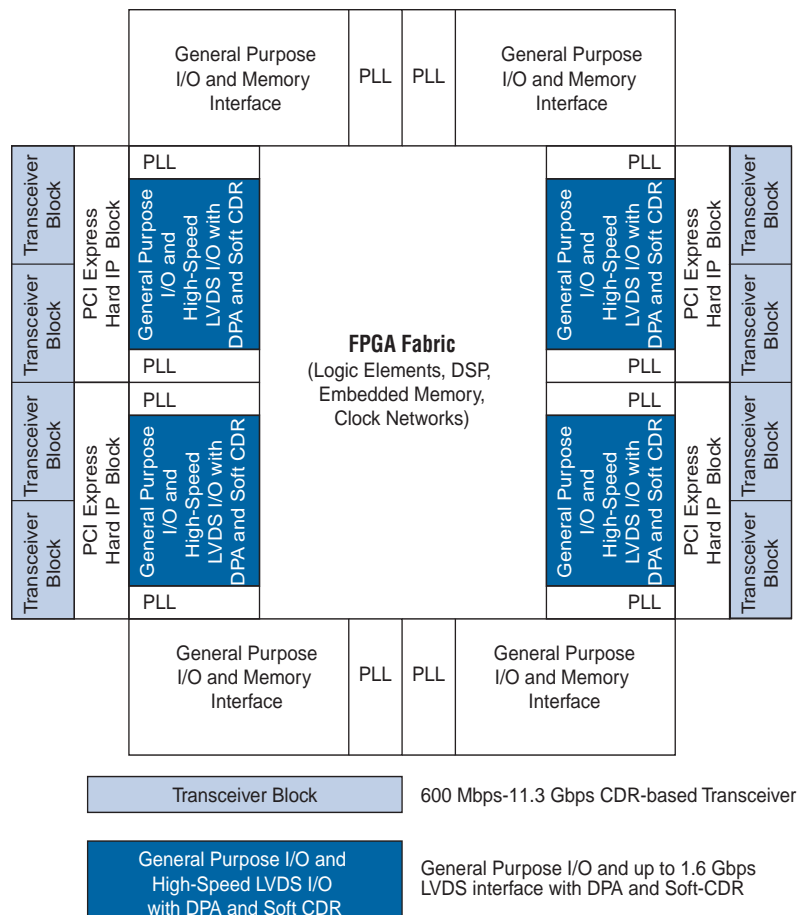 General Purpose
I/O and Memory
Interface
PLL
PLL
General Purpose
I/O and Memory
Interface
Transceiver
Block
Transceiver
Block
PCI Express
Hard IP Block
PLL
General Purpose
I/O and
High-Speed
LVDS I/O with
DPA and Soft CDR
PLL
Transceiver
Block
Transceiver
Block
PCI Express
Hard IP Block
PLL
General Purpose
I/O and
High-Speed
LVDS I/O with
DPA and Soft CDR
PLL
FPGA Fabric
(Logic Elements, DSP,
Embedded Memory,
Clock Networks)
PLL
General Purpose
I/O and
High-Speed
LVDS I/O with
DPA and Soft CDR
PLL
PCI Express
Hard IP Block
Transceiver
Block
Transceiver
Block
PLL
General Purpose
I/O and
High-Speed
LVDS I/O with
DPA and Soft CDR
PLL
PCI Express
Hard IP Block
Transceiver
Block
Transceiver
Block
General Purpose
I/O and Memory
Interface
PLL
PLL
General Purpose
I/O and Memory
Interface
Transceiver Block
600 Mbps-11.3 Gbps CDR-based Transceiver
General Purpose I/O and
High-Speed LVDS I/O
with DPA and Soft CDR
General Purpose I/O and up to 1.6 Gbps
LVDS interface with DPA and Soft-CDR